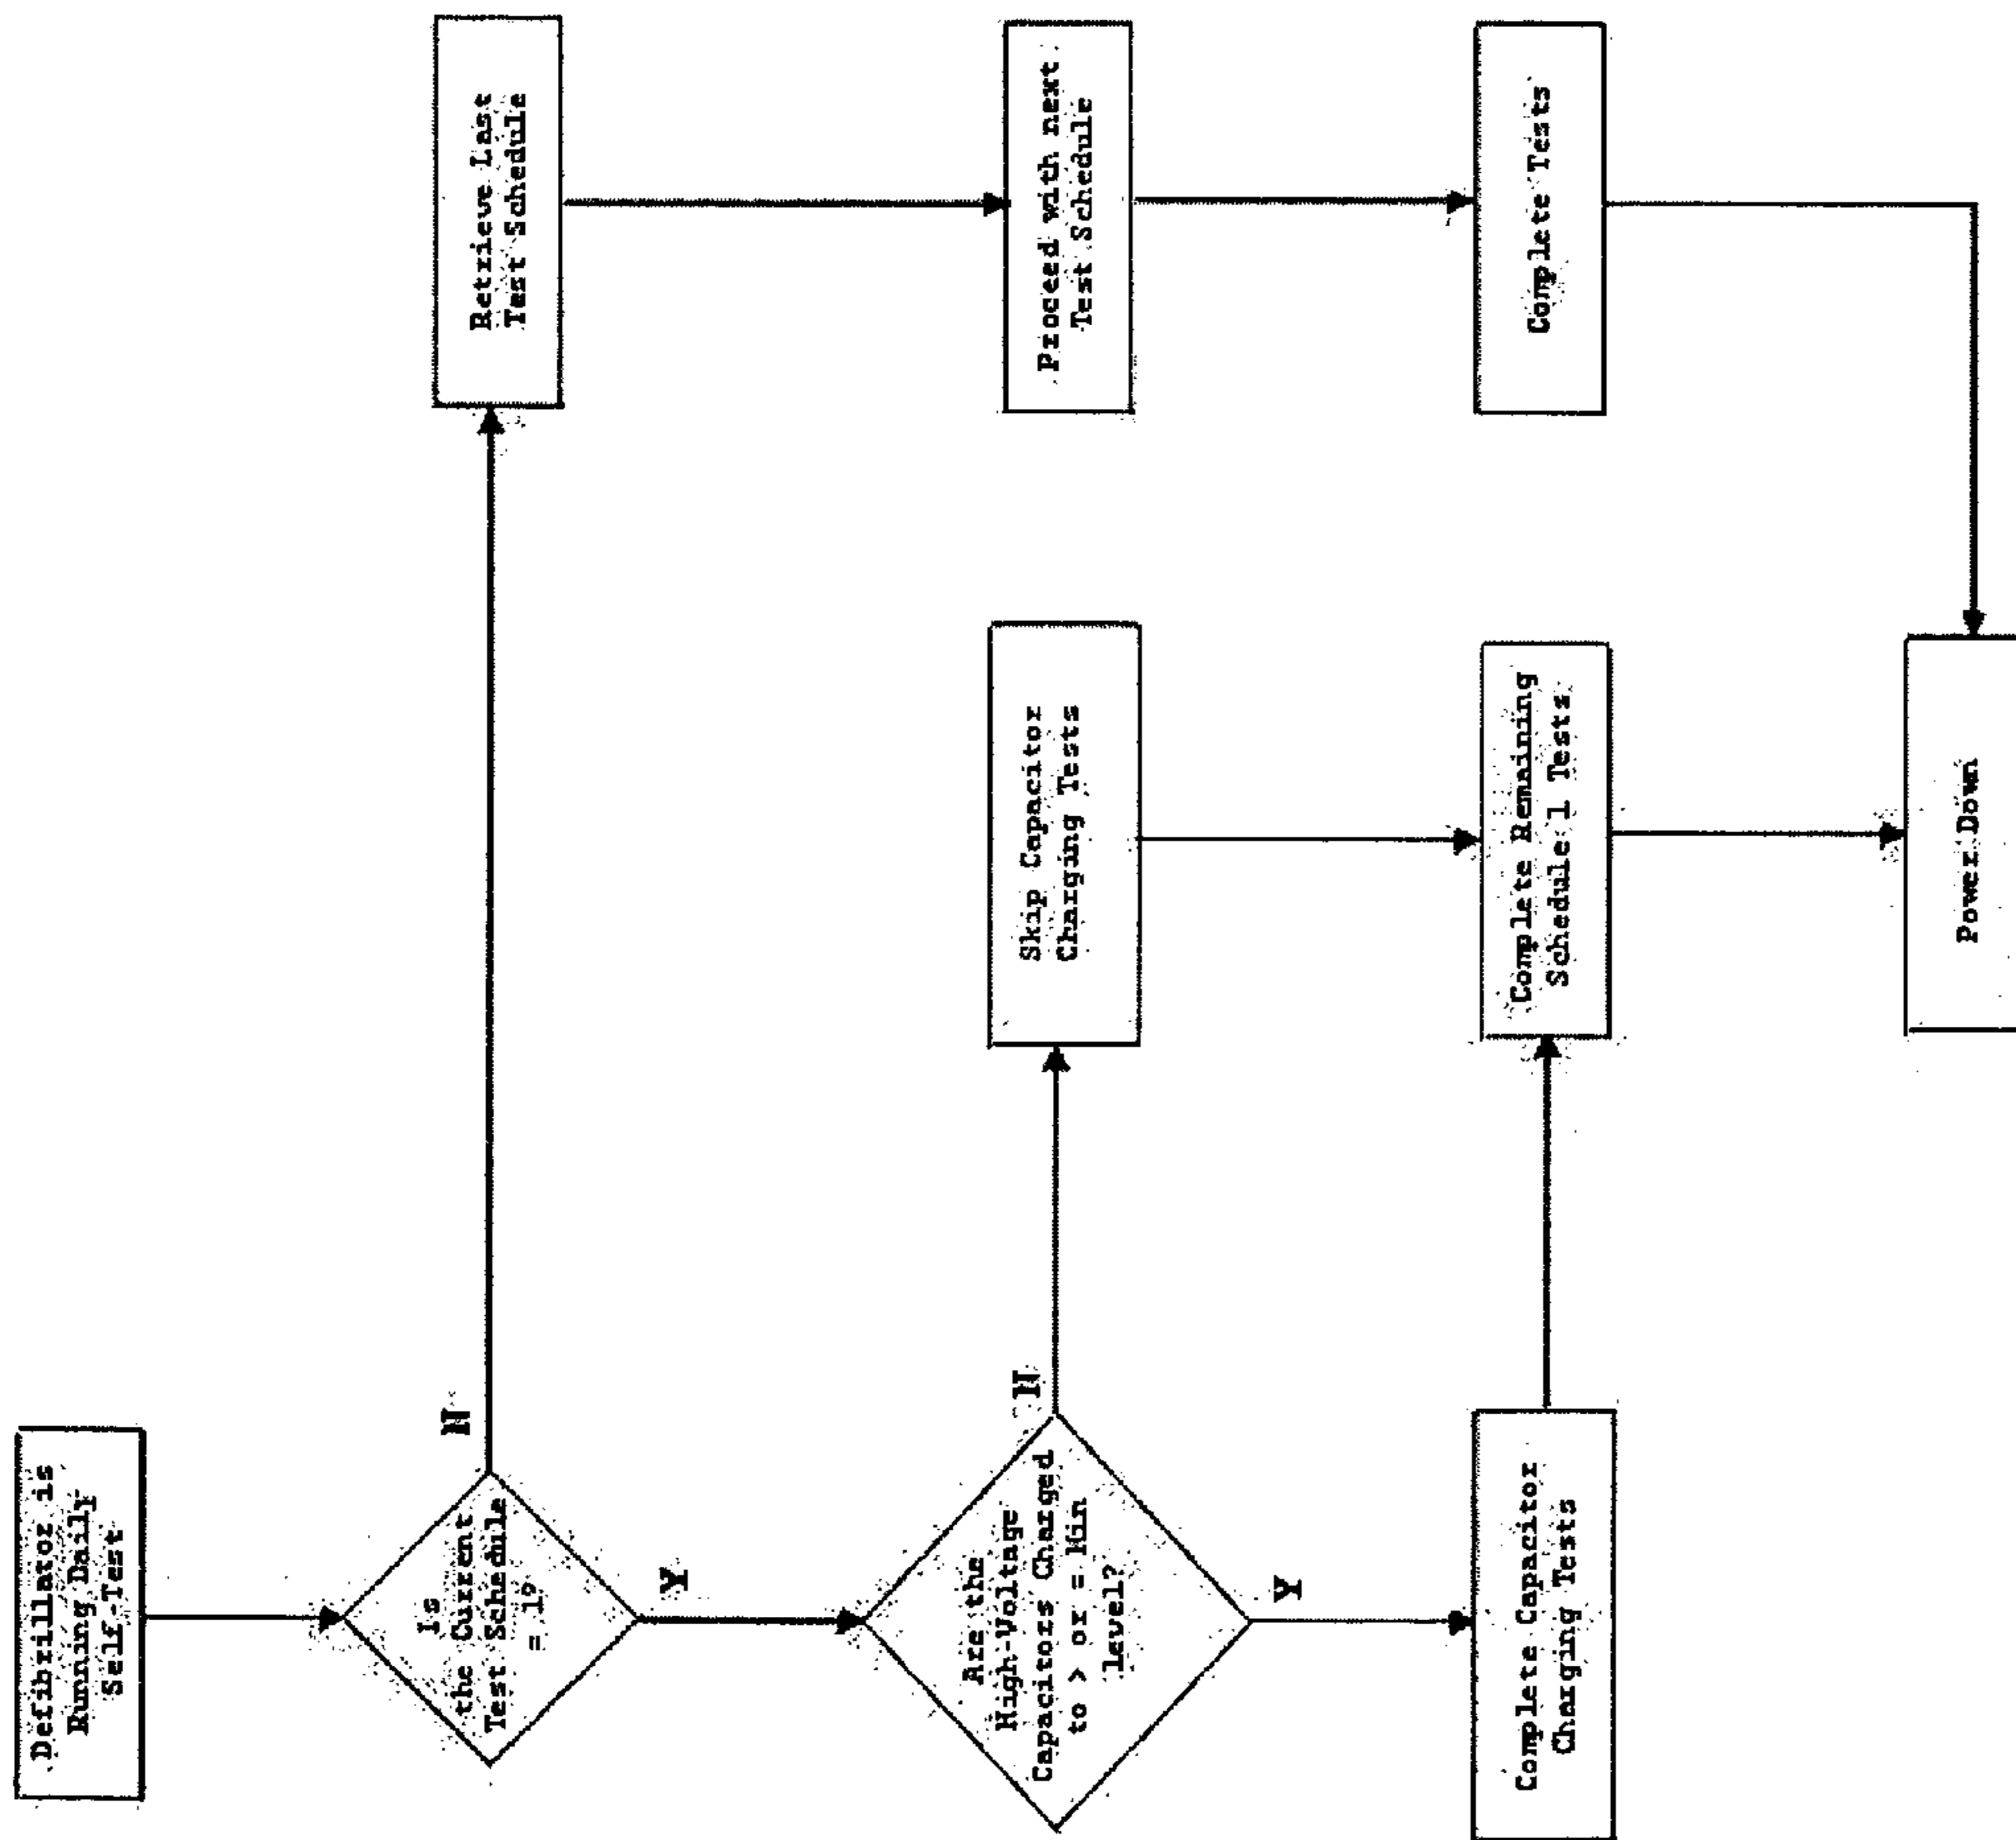 Defibrillator is
Running Daily
Self-Test
Is
the Current
Test Schedule
= 1?
N
Y
Retrieve Last
Test Schedule
Are the
High-Voltage
Capacitors Charged
to > or = Min
level?
N
Y
Skip Capacitor
Charging Tests
Proceed with next
Test Schedule
Complete Capacitor
Charging Tests
Complete Remaining
Schedule 1 Tests
Complete Tests
Power Down